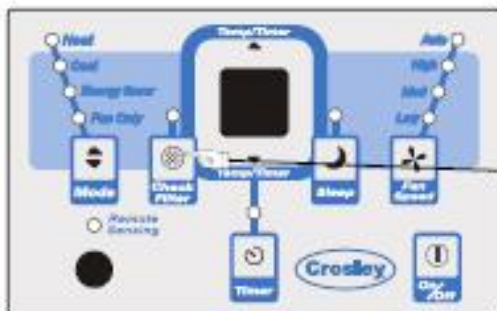 Temp/Timer
Heat
Cool
Energy Saver
Fan Only
Auto
High
Med
Low
Mode
Check
Filter
Temp/Timer
Sleep
Fan
Speed
Remote
Sensing
Timer
Crosley
On/
/Off